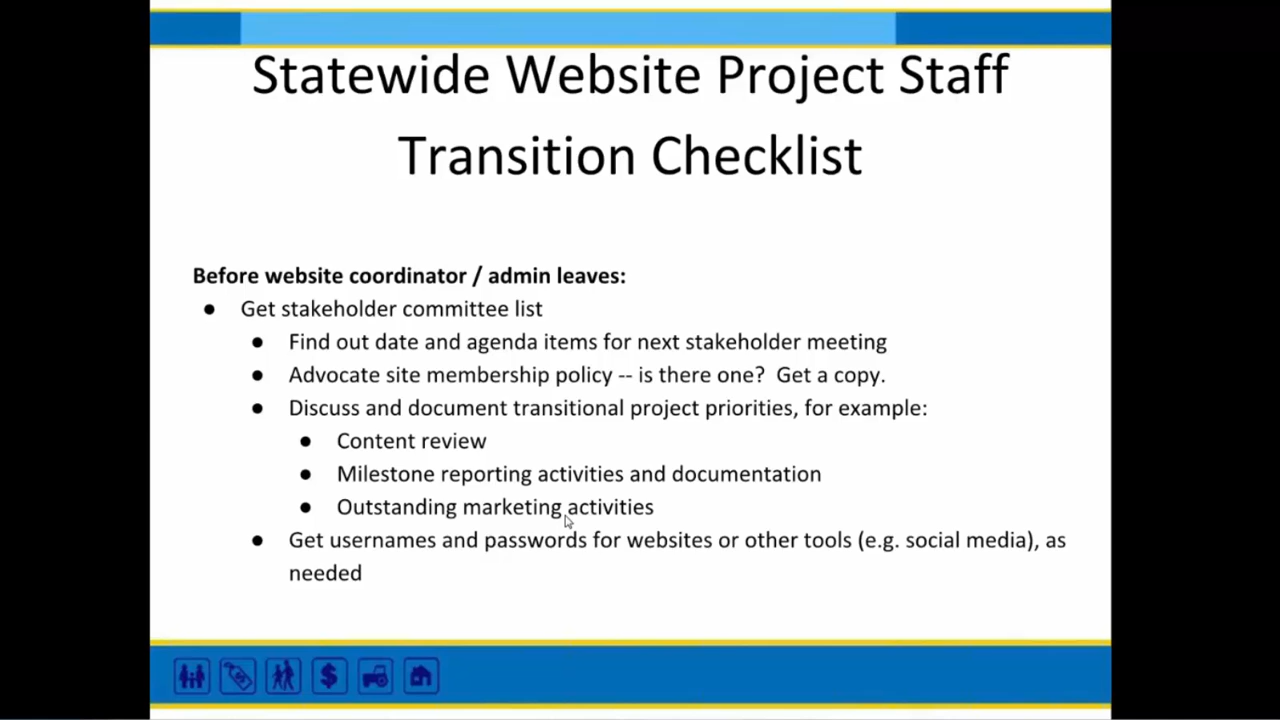 Statewide Website Project Staff
Transition Checklist
Before website coordinator / admin leaves:
● Get stakeholder committee list
● Find out date and agenda items for next stakeholder meeting
● Advocate site membership policy -- is there one?  Get a copy.
● Discuss and document transitional project priorities, for example:
● Content review
● Milestone reporting activities and documentation
● Outstanding marketing activities
● Get usernames and passwords for websites or other tools (e.g. social media), as
needed
$